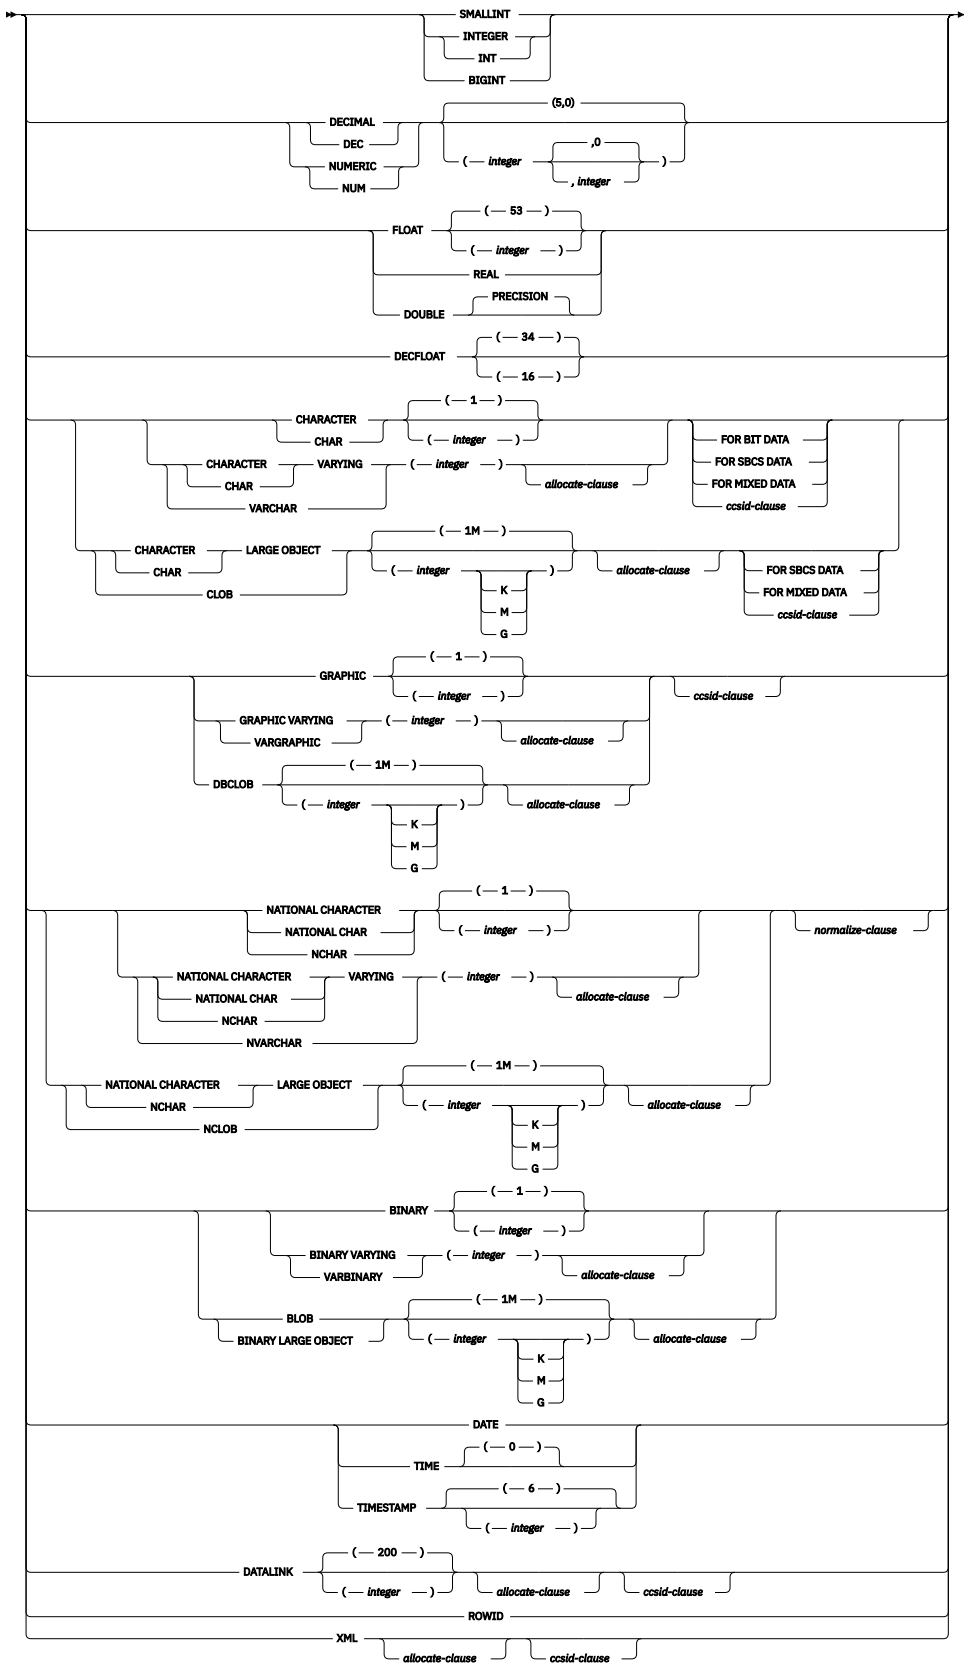 SMALLINT
INTEGER
INT
BIGINT
(5,0)
DECIMAL
DEC
( integer ,0 )
NUMERIC
, integer
NUM
( 53 )
FLOAT
( integer )
REAL
PRECISION
DOUBLE
( 34 )
DECFLOAT
( 16 )
( 1 )
CHARACTER
CHAR ( integer ) FOR BIT DATA
CHARACTER VARYING ( integer ) FOR SBCS DATA
CHAR allocate-clause FOR MIXED DATA
VARCHAR ccsid-clause
( 1M )
CHARACTER LARGE OBJECT
CHAR ( integer ) allocate-clause FOR SBCS DATA
CLOB K FOR MIXED DATA
M ccsid-clause
G
( 1 )
GRAPHIC
( integer ) ccsid-clause
GRAPHIC VARYING ( integer )
VARGRAPHIC allocate-clause
( 1M )
DBCLOB
( integer ) allocate-clause
K
M
G
( 1 )
NATIONAL CHARACTER
NATIONAL CHAR ( integer ) normalize-clause
NCHAR
NATIONAL CHARACTER VARYING ( integer )
NATIONAL CHAR allocate-clause
NCHAR
NVARCHAR
( 1M )
NATIONAL CHARACTER LARGE OBJECT
NCHAR ( integer ) allocate-clause
NCLOB K
M
G
( 1 )
BINARY
( integer )
BINARY VARYING ( integer )
VARBINARY allocate-clause
( 1M )
BLOB
BINARY LARGE OBJECT ( integer ) allocate-clause
K
M
G
DATE
( 0 )
TIME
( 6 )
TIMESTAMP
( integer )
( 200 )
DATALINK
( integer ) allocate-clause ccsid-clause
ROWID
XML
allocate-clause ccsid-clause